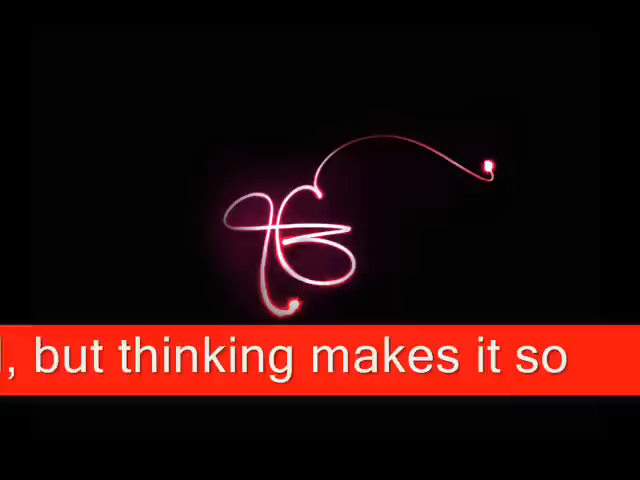 ੴ
, but thinking makes it so